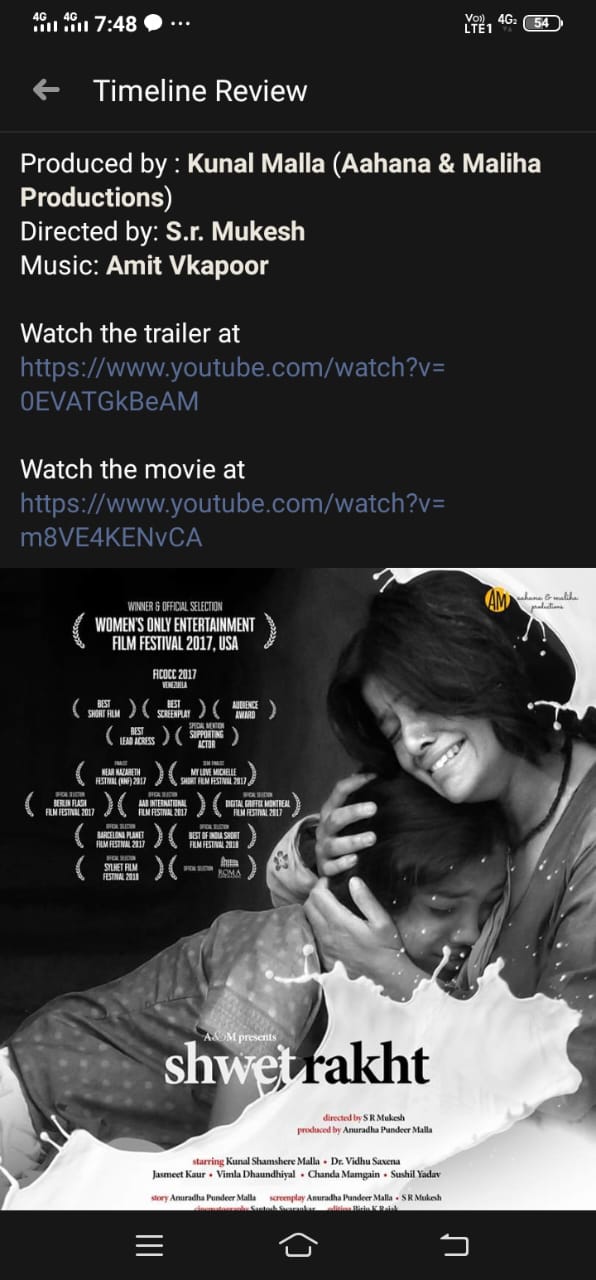 4G 4G 7:48 ...
Vo)) LTE1 4G 54
Timeline Review
Produced by : Kunal Malla (Aahana & Maliha
Productions)
Directed by: S.r. Mukesh
Music: Amit Vkapoor
Watch the trailer at
https://www.youtube.com/watch?v=
0EVATGkBeAM
Watch the movie at
https://www.youtube.com/watch?v=
m8VE4KENvCA
AM aahana & maliha
productions
WINNER & OFFICIAL SELECTION
WOMEN'S ONLY ENTERTAINMENT
FILM FESTIVAL 2017, USA
FICOCC 2017
VENEZUELA
BEST SHORT FILM
BEST SCREENPLAY
AUDIENCE AWARD
BEST LEAD ACRESS
SPECIAL MENTION SUPPORTING ACTOR
FINALIST NEAR NAZARETH FESTIVAL (NNF) 2017
SEMI FINALIST MY LOVE MICHELLE SHORT FILM FESTIVAL 2017
OFFICIAL SELECTION BERLIN FLASH FILM FESTIVAL 2017
OFFICIAL SELECTION AAB INTERNATIONAL FILM FESTIVAL 2017
OFFICIAL SELECTION DIGITAL GRIFFIX MONTREAL FILM FESTIVAL 2017
OFFICIAL SELECTION BARCELONA PLANET FILM FESTIVAL 2017
OFFICIAL SELECTION BEST OF INDIA SHORT FILM FESTIVAL 2018
OFFICIAL SELECTION SYLHET FILM FESTIVAL 2018
OFFICIAL SELECTION ROMA
A&M presents
shwet rakht
directed by S R Mukesh
produced by Anuradha Pundeer Malla
starring Kunal Shamshere Malla • Dr. Vidhu Saxena
Jasmeet Kaur • Vimla Dhaundhiyal • Chanda Mamgain • Sushil Yadav
story Anuradha Pundeer Malla screenplay Anuradha Pundeer Malla • S R Mukesh
cinematography Santosh Swarankar editing